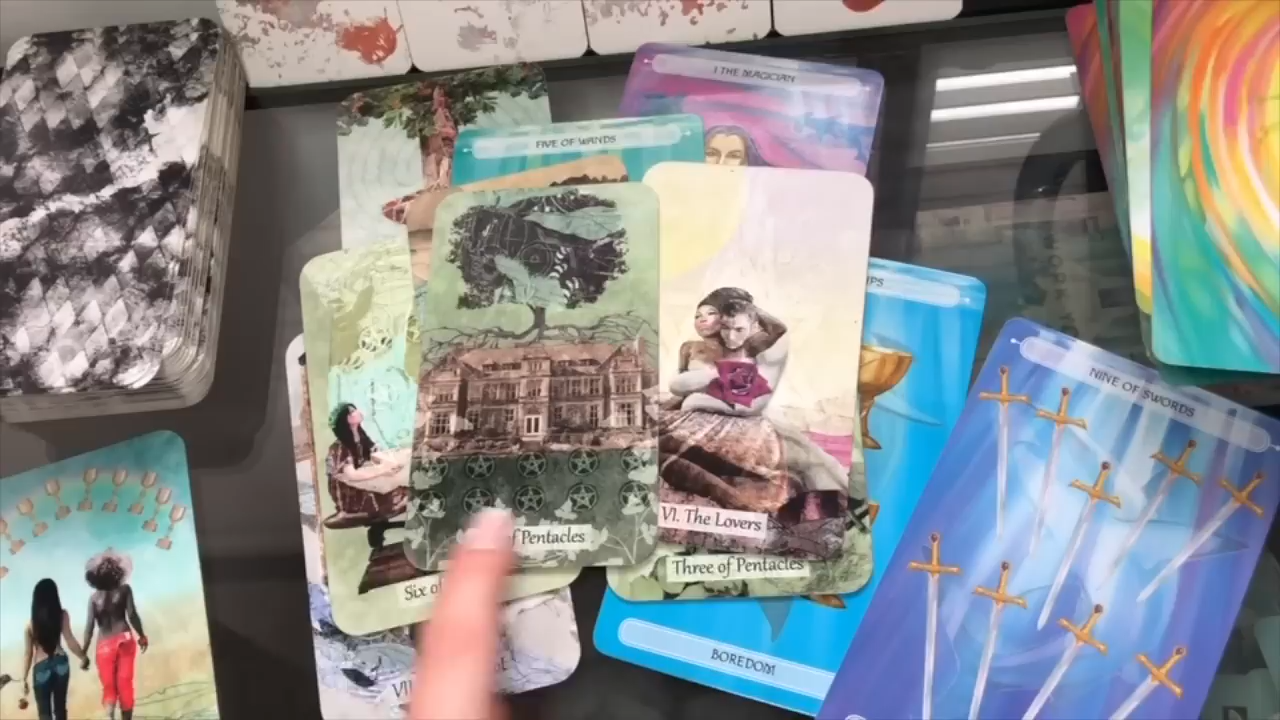 I THE MAGICIAN
FIVE OF WANDS
NINE OF SWORDS
VI. The Lovers
of Pentacles
Three of Pentacles
Six of
BOREDOM